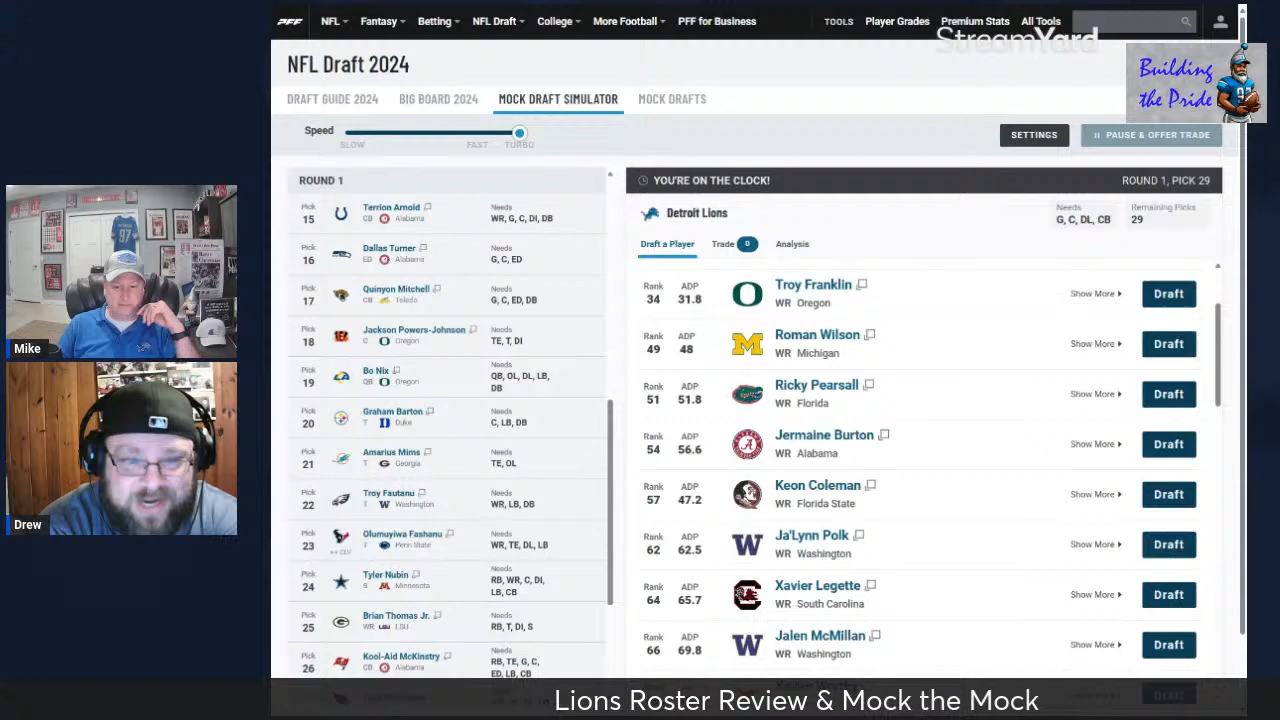 PFF NFL Fantasy Betting NFL Draft College More Football PFF for Business TOOLS Player Grades Premium Stats All Tools
StreamYard
Building
the Pride
NFL Draft 2024
DRAFT GUIDE 2024 BIG BOARD 2024 MOCK DRAFT SIMULATOR MOCK DRAFTS
Speed
SLOW FAST TURBO
SETTINGS PAUSE & OFFER TRADE
ROUND 1
Pick 15 Terrion Arnold
CB Alabama
Needs
WR, G, C, DI, DB
Pick 16 Dallas Turner
ED Alabama
Needs
G, C, ED
Pick 17 Quinyon Mitchell
CB Toledo
Needs
G, C, ED, DB
Pick 18 Jackson Powers-Johnson
C Oregon
Needs
TE, T, DI
Pick 19 Bo Nix
QB Oregon
Needs
QB, OL, DL, LB,
DB
Pick 20 Graham Barton
T Duke
Needs
C, LB, DB
Pick 21 Amarius Mims
T Georgia
Needs
TE, OL
Pick 22 Troy Fautanu
T Washington
Needs
WR, LB, DB
Pick 23 Olumuyiwa Fashanu
T Penn State
CLV
Needs
WR, TE, DL, LB
Pick 24 Tyler Nubin
S Minnesota
Needs
RB, WR, C, DI,
LB, CB
Pick 25 Brian Thomas Jr.
WR LSU
Needs
RB, T, DI, S
Pick 26 Kool-Aid McKinstry
CB Alabama
Needs
RB, TE, G, C,
ED, LB, CB
YOU'RE ON THE CLOCK! ROUND 1, PICK 29
Detroit Lions
Needs
G, C, DL, CB
Remaining Picks
29
Draft a Player Trade 0 Analysis
Rank 34 ADP 31.8 Troy Franklin
WR Oregon
Show More Draft
Rank 49 ADP 48 Roman Wilson
WR Michigan
Show More Draft
Rank 51 ADP 51.8 Ricky Pearsall
WR Florida
Show More Draft
Rank 54 ADP 56.6 Jermaine Burton
WR Alabama
Show More Draft
Rank 57 ADP 47.2 Keon Coleman
WR Florida State
Show More Draft
Rank 62 ADP 62.5 Ja'Lynn Polk
WR Washington
Show More Draft
Rank 64 ADP 65.7 Xavier Legette
WR South Carolina
Show More Draft
Rank 66 ADP 69.8 Jalen McMillan
WR Washington
Show More Draft
97
Mike
Drew
Lions Roster Review & Mock the Mock